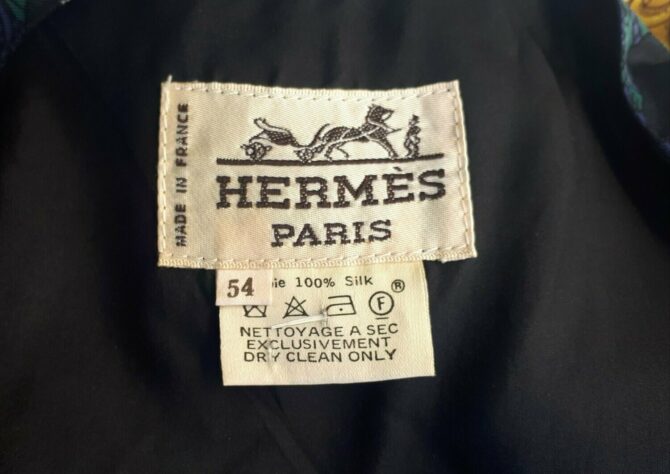 MADE IN FRANCE
HERMÈS
PARIS
54
100% Silk ®
F
NETTOYAGE A SEC
EXCLUSIVEMENT
DRY CLEAN ONLY